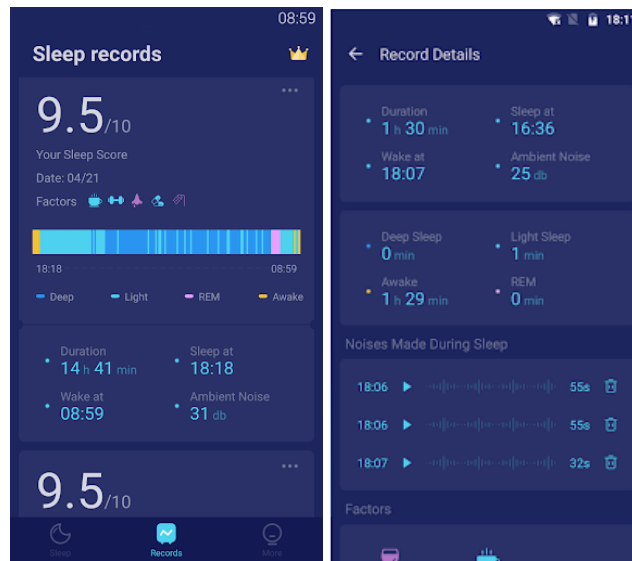 08:59
Sleep records
9.5/10
Your Sleep Score
Date: 04/21
Factors
18:18 08:59
Deep Light REM Awake
Duration Sleep at
14 h 41 min 18:18
Wake at Ambient Noise
08:59 31 db
9.5/10
Sleep Records More
18:11
Record Details
Duration Sleep at
1 h 30 min 16:36
Wake at Ambient Noise
18:07 25 db
Deep Sleep Light Sleep
0 min 1 min
Awake REM
1 h 29 min 0 min
Noises Made During Sleep
18:06 55s
18:06 55s
18:07 32s
Factors